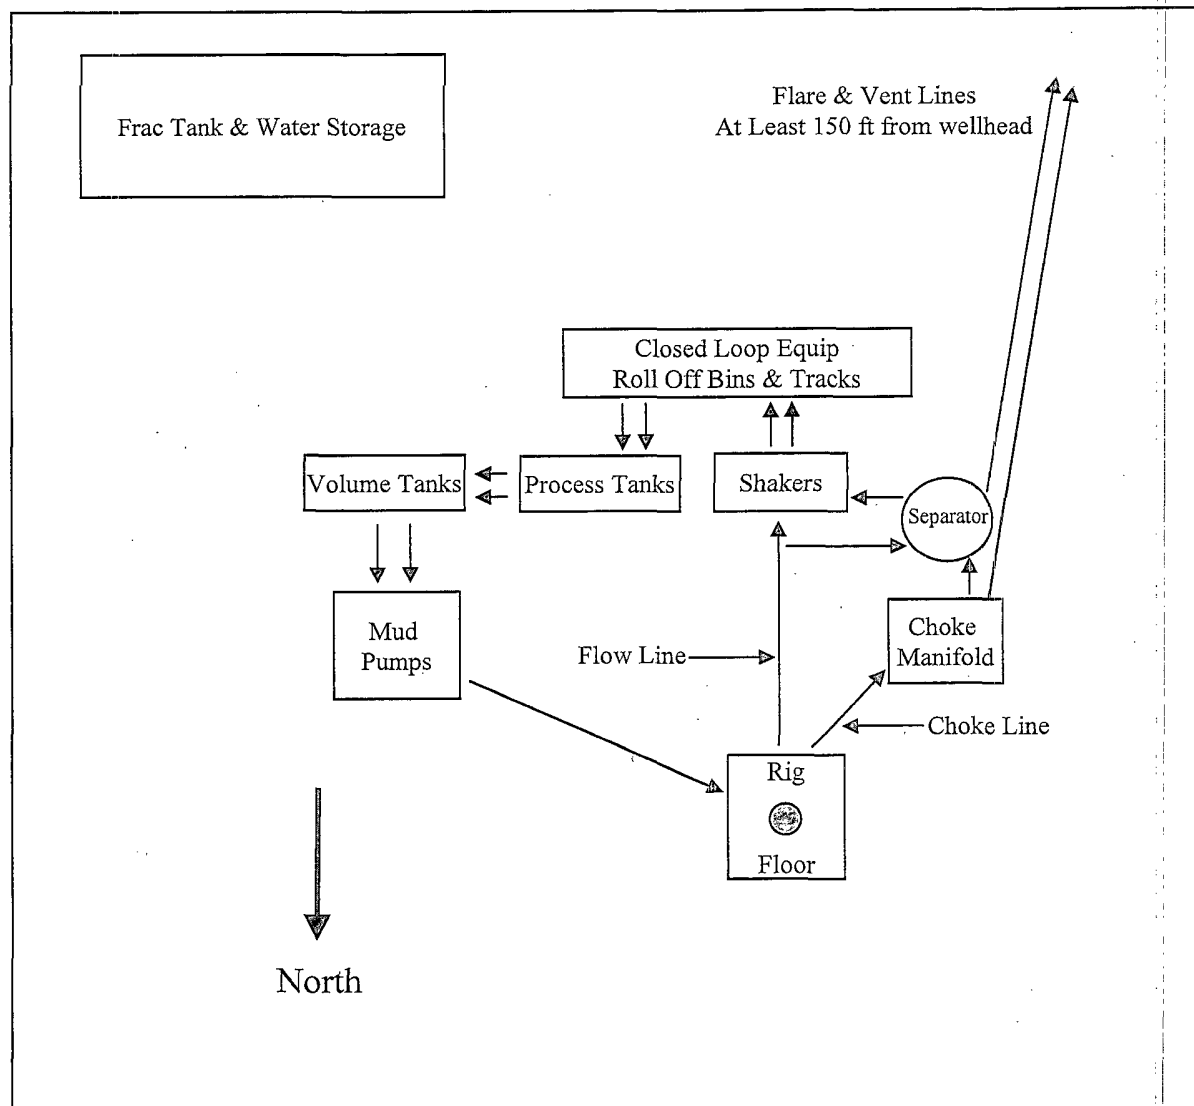 Flare & Vent Lines
At Least 150 ft from wellhead
Frac Tank & Water Storage
Closed Loop Equip
Roll Off Bins & Tracks
Volume Tanks
Process Tanks
Shakers
Separator
Mud
Pumps
Flow Line
Choke
Manifold
Choke Line
Rig
Floor
North